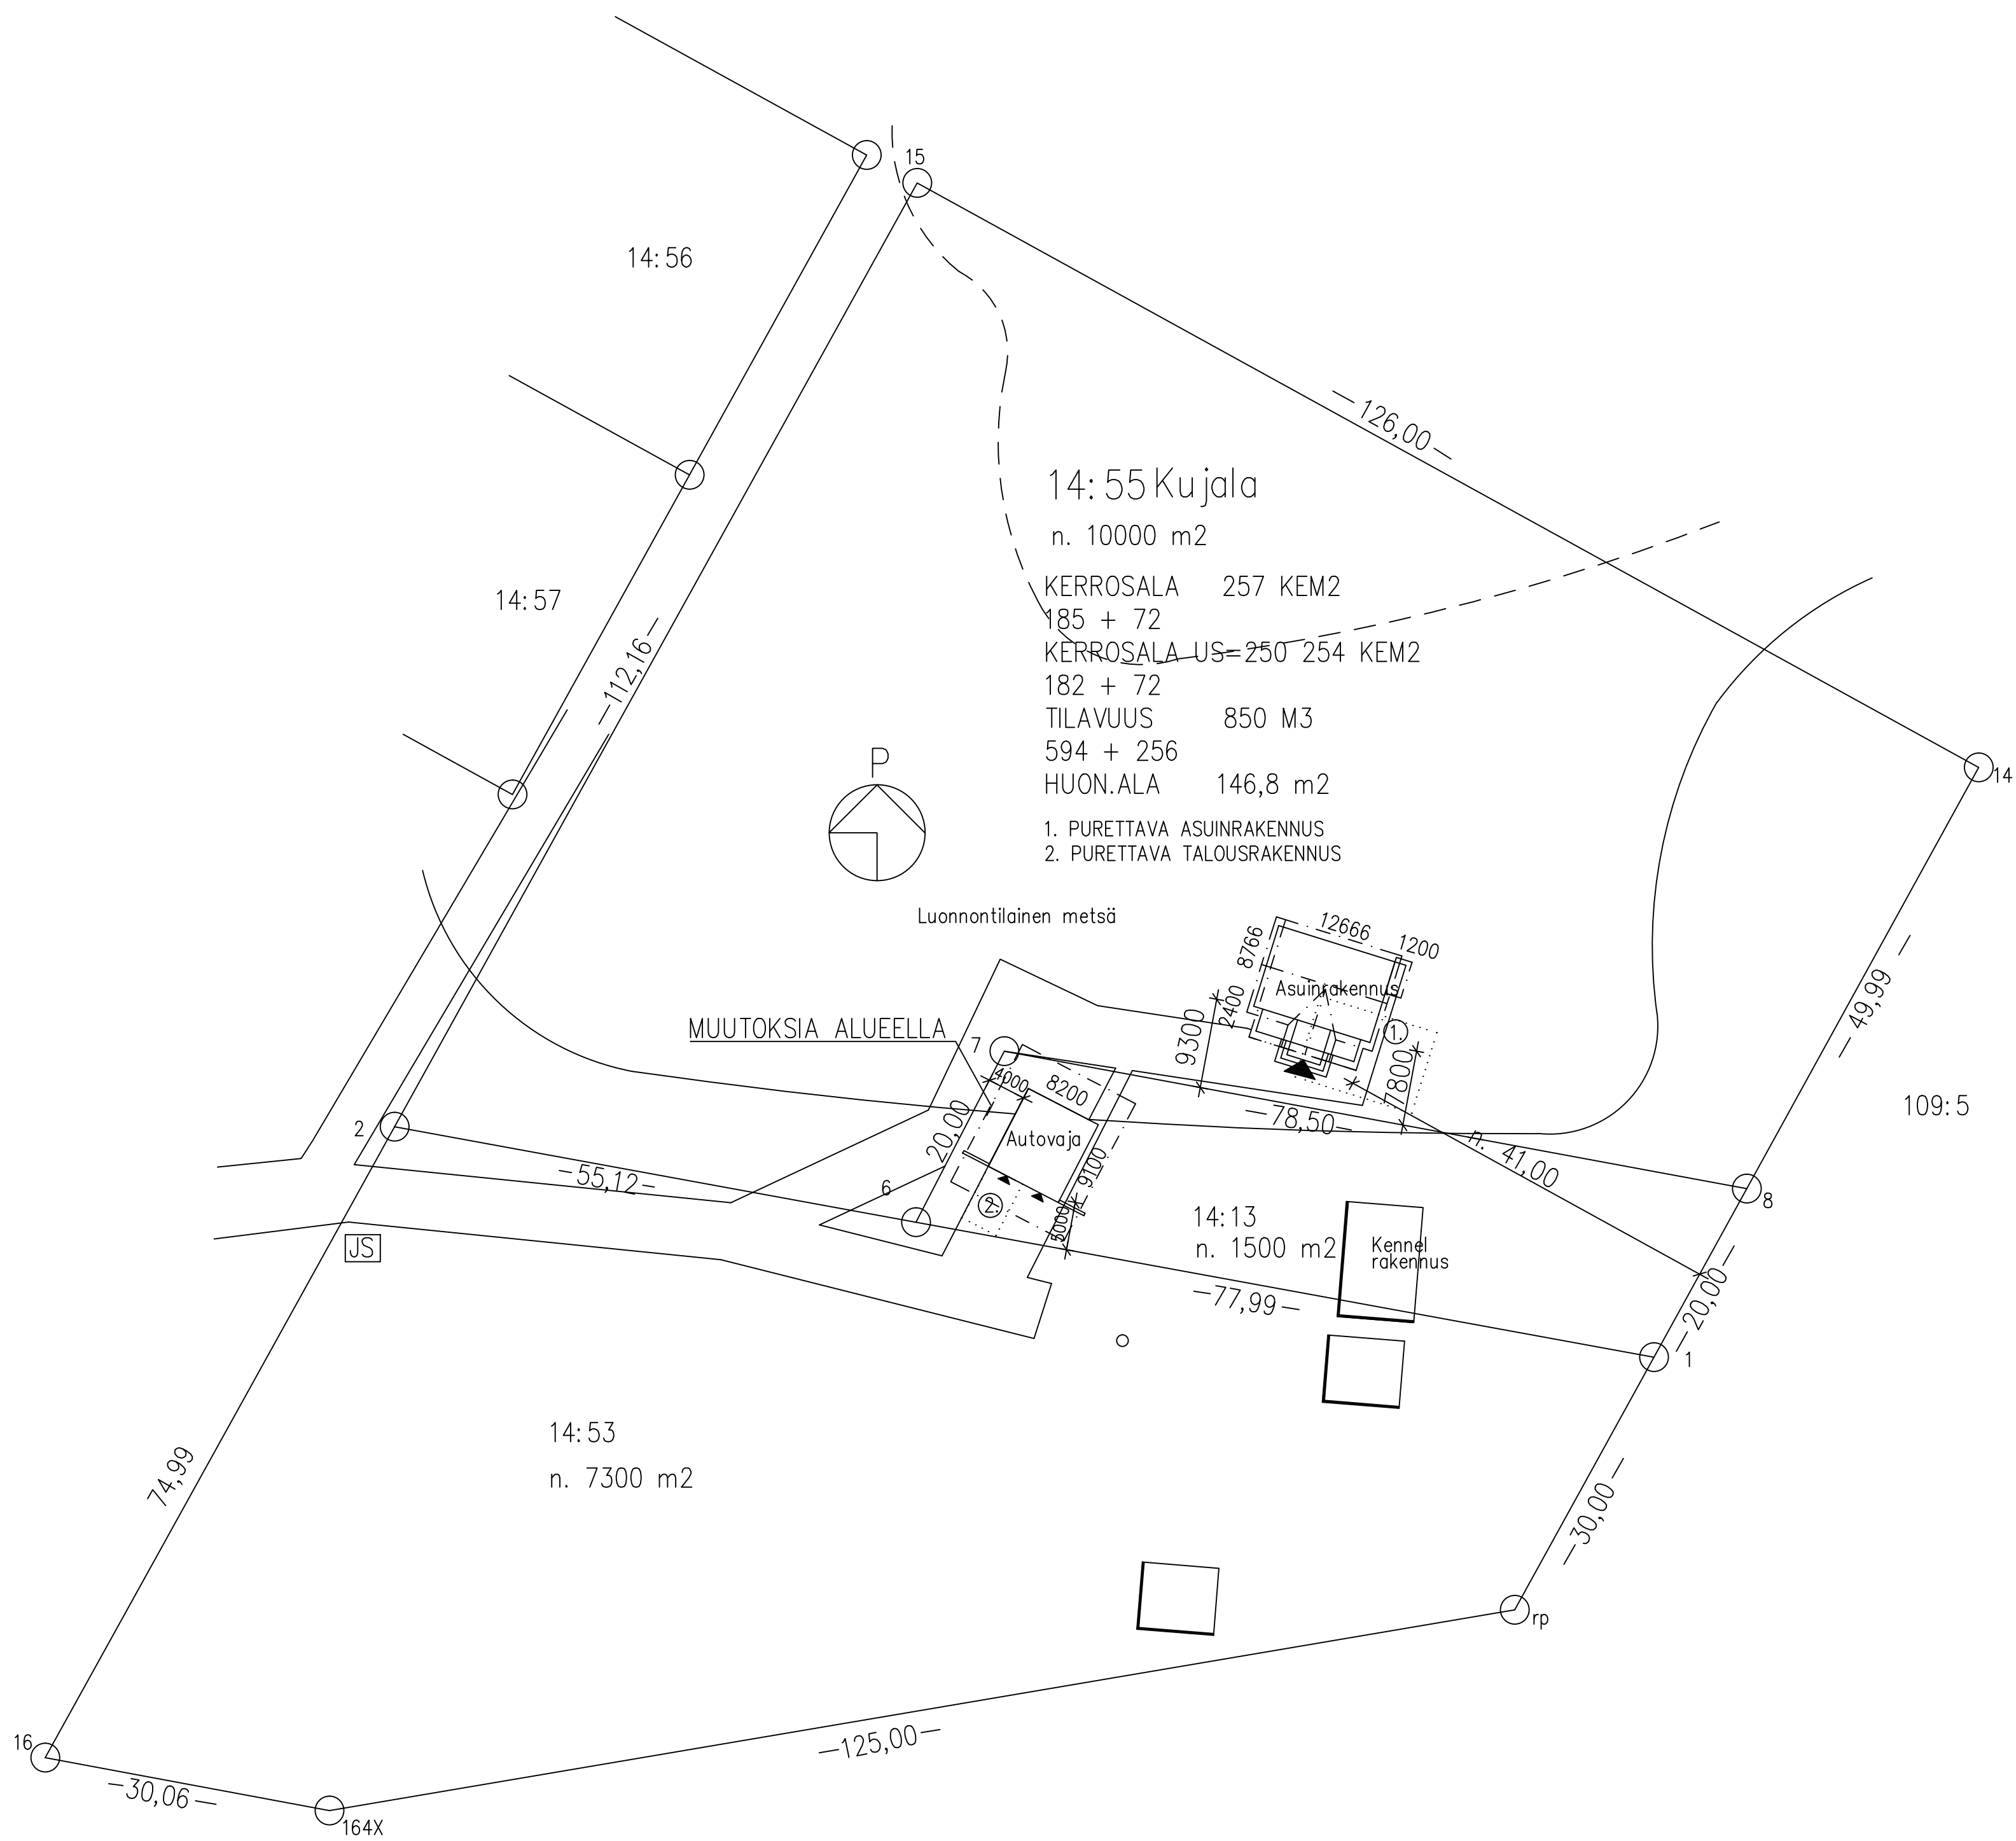 15
14:56
—126,00—
14:55 Kujala
n. 10000 m2
KERROSALA 257 KEM2
185 + 72
KERROSALA US=250 254 KEM2
182 + 72
TILAVUUS 850 M3
594 + 256
HUON.ALA 146,8 m2
1. PURETTAVA ASUINRAKENNUS
2. PURETTAVA TALOUSRAKENNUS
14:57
—112,16—
P
14
Luonnontilainen metsä
12666
1200
8766
2400
Asuinrakennus
9300
1.
7800
—49,99—
MUUTOKSIA ALUEELLA
7
4000
8200
20,00
Autovaja
9100
5000
2.
—78,50—
n. 41,00
109:5
2
—55,12—
6
8
14:13
n. 1500 m2
Kennel
rakennus
JS
—77,99—
—20,00—
1
14:53
n. 7300 m2
74,99
—30,00—
rp
16
—30,06—
164X
—125,00—